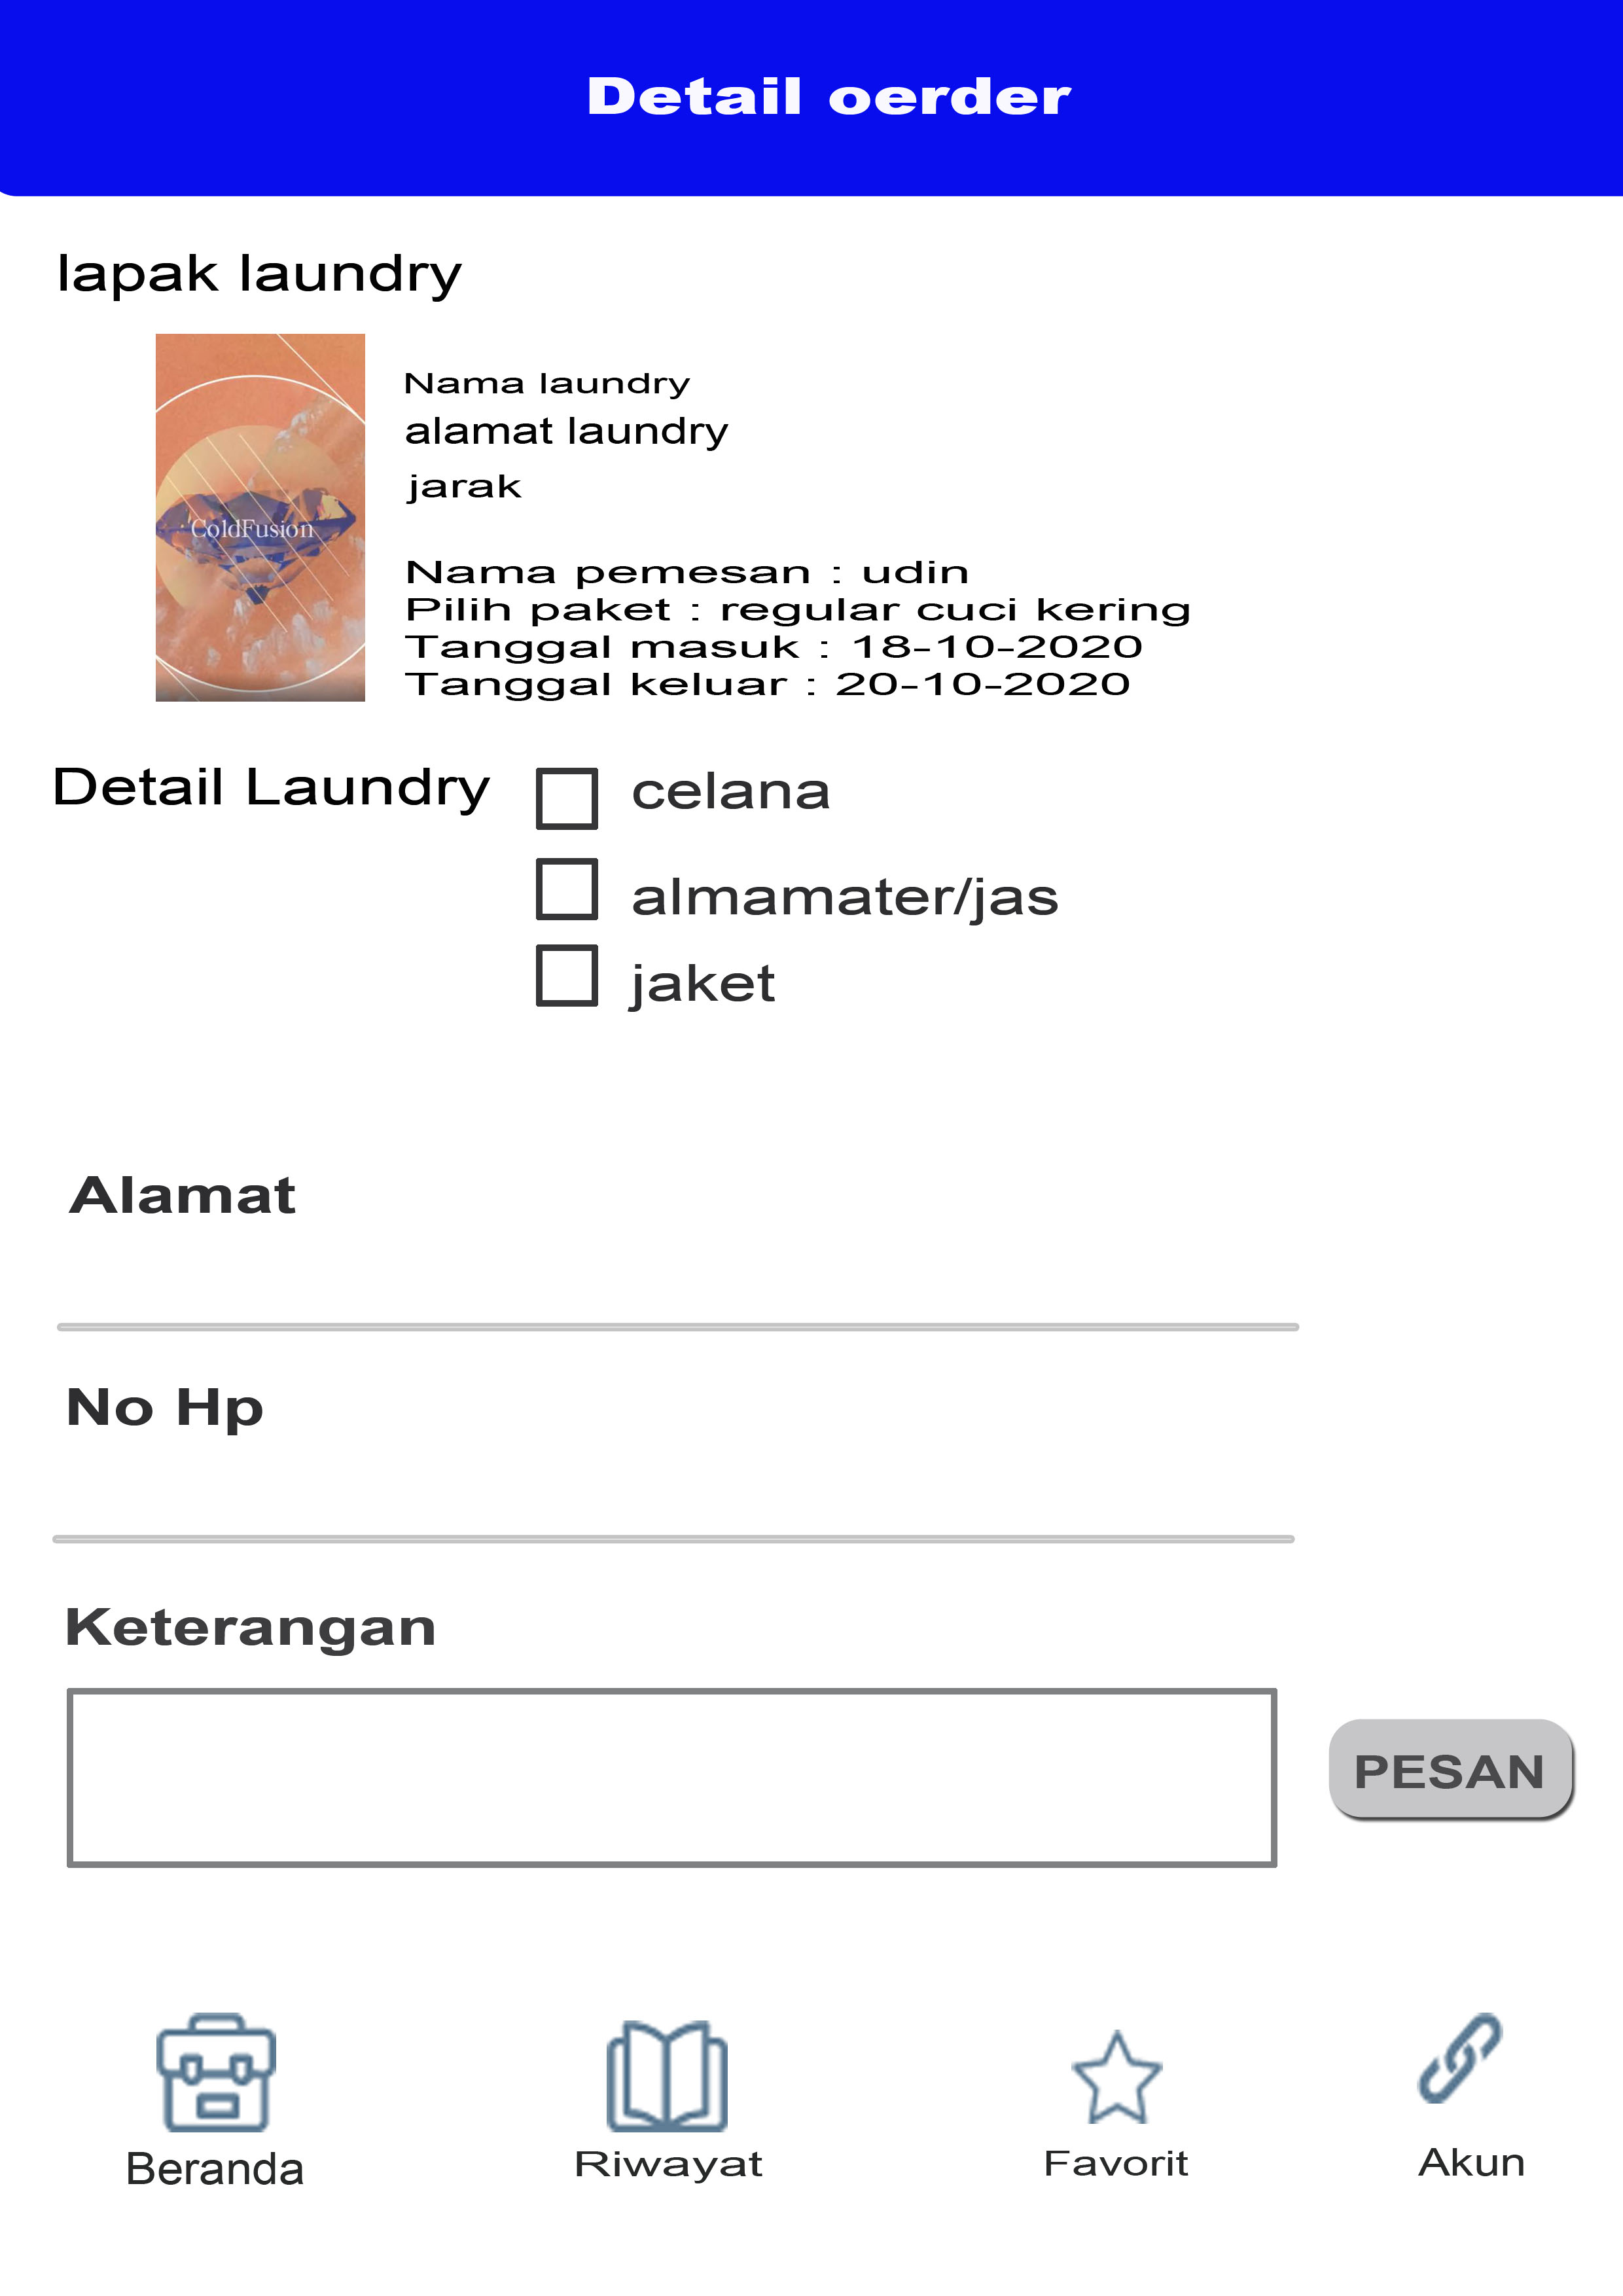 Detail oerder
lapak laundry
Nama laundry
alamat laundry
jarak
ColdFusion
Nama pemesan : udin
Pilih paket : regular cuci kering
Tanggal masuk : 18-10-2020
Tanggal keluar : 20-10-2020
Detail Laundry
celana
almamater/jas
jaket
Alamat
No Hp
Keterangan
PESAN
Beranda
Riwayat
Favorit
Akun